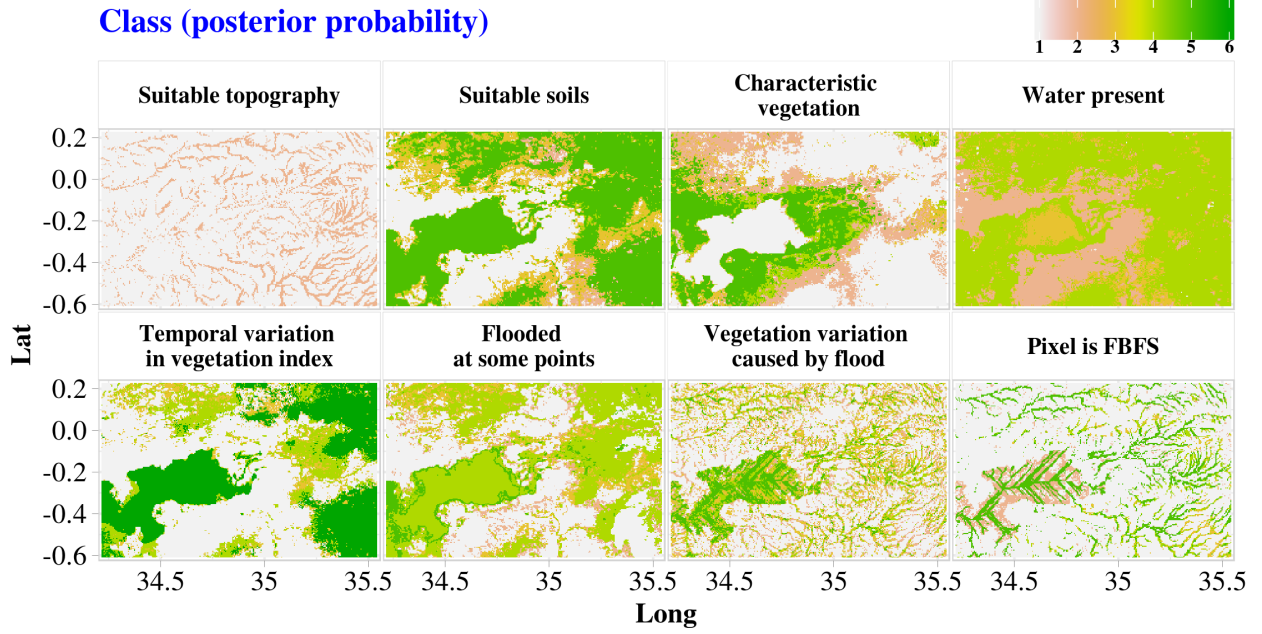 Class (posterior probability)
1 2 3 4 5 6
Suitable topography
Suitable soils
Characteristic
vegetation
Water present
0.2
0.0
-0.2
-0.4
-0.6
Lat
Temporal variation
in vegetation index
Flooded
at some points
Vegetation variation
caused by flood
Pixel is FBFS
0.2
0.0
-0.2
-0.4
-0.6
34.5 35 35.5 34.5 35 35.5 34.5 35 35.5 34.5 35 35.5
Long